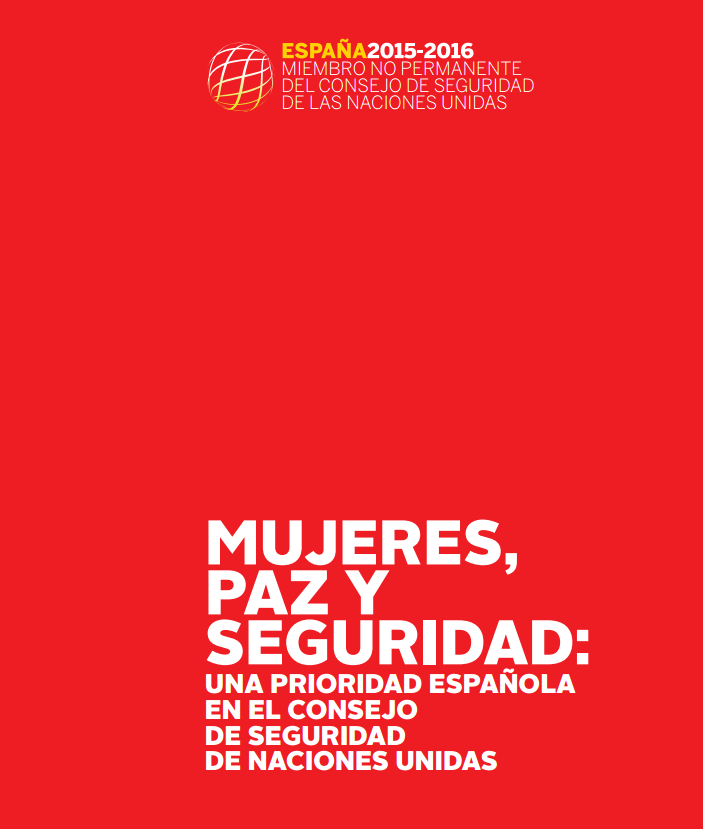 ESPAÑA2015-2016
MIEMBRO NO PERMANENTE
DEL CONSEJO DE SEGURIDAD
DE LAS NACIONES UNIDAS
MUJERES,
PAZ Y
SEGURIDAD:
UNA PRIORIDAD ESPAÑOLA
EN EL CONSEJO
DE SEGURIDAD
DE NACIONES UNIDAS